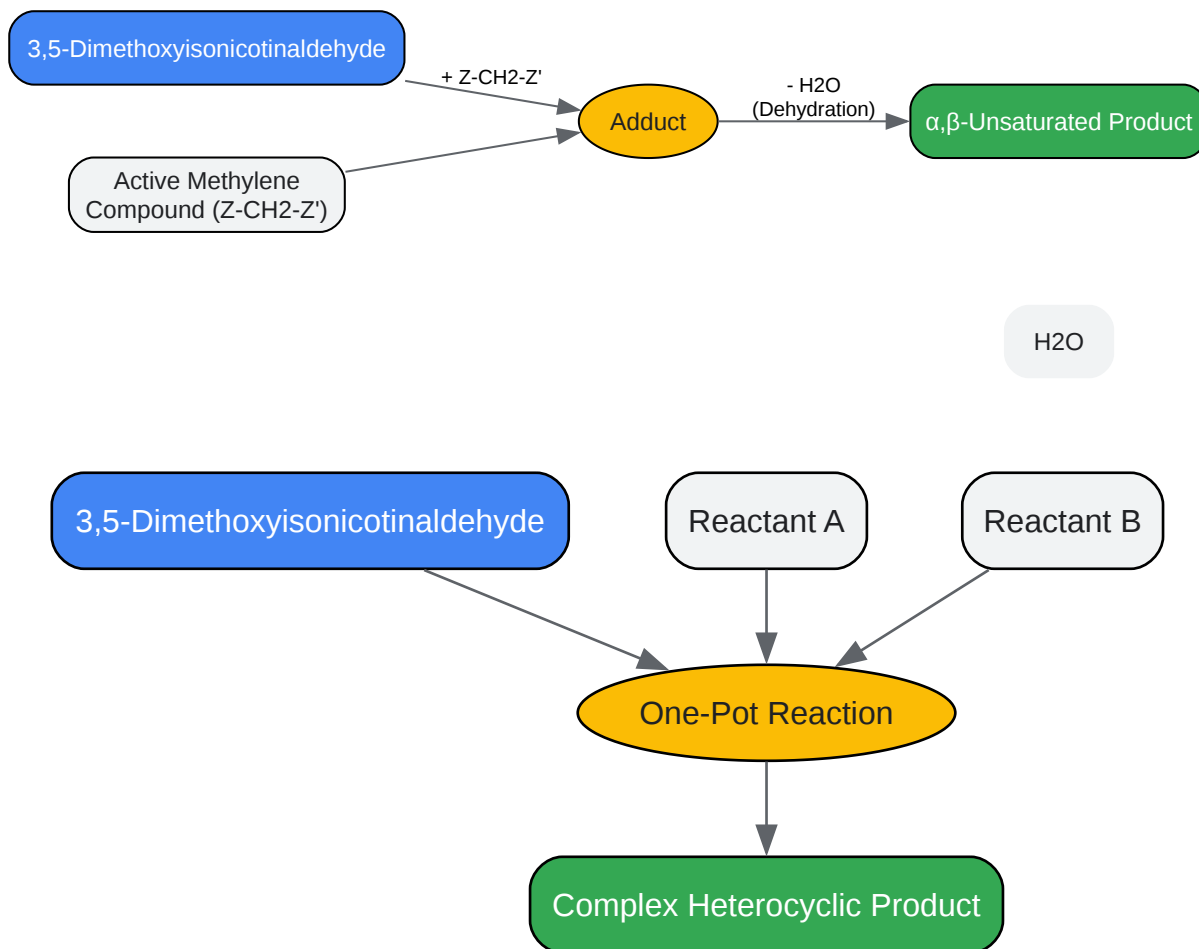 3,5-Dimethoxyisonicotinaldehyde
+ Z-CH2-Z'
- H2O
(Dehydration)
Adduct
α,β-Unsaturated Product
Active Methylene
Compound (Z-CH2-Z')
H2O
3,5-Dimethoxyisonicotinaldehyde
Reactant A
Reactant B
One-Pot Reaction
Complex Heterocyclic Product